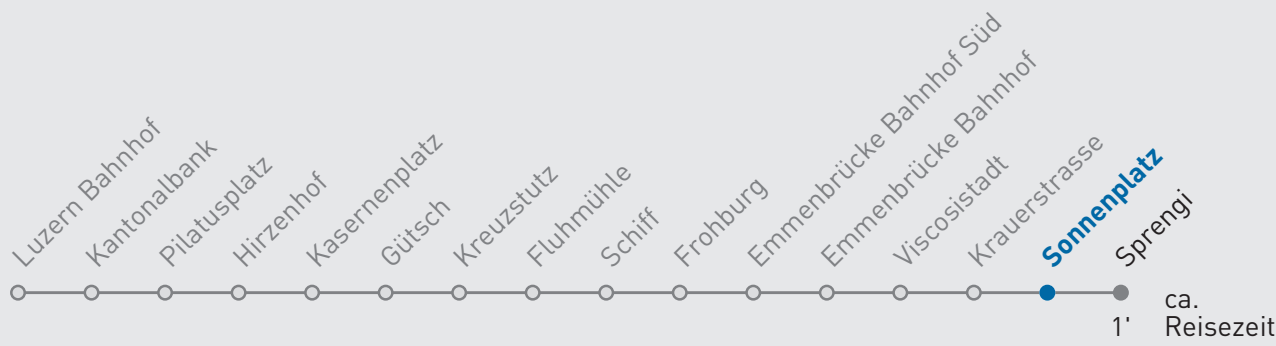 Luzern Bahnhof
Kantonalbank
Pilatusplatz
Hirzenhof
Kasernenplatz
Gütsch
Kreuzstutz
Fluhmühle
Schiff
Frohburg
Emmenbrücke Bahnhof Süd
Emmenbrücke Bahnhof
Viscosistadt
Krauerstrasse
Sonnenplatz
Sprengi
ca.
1' Reisezeit